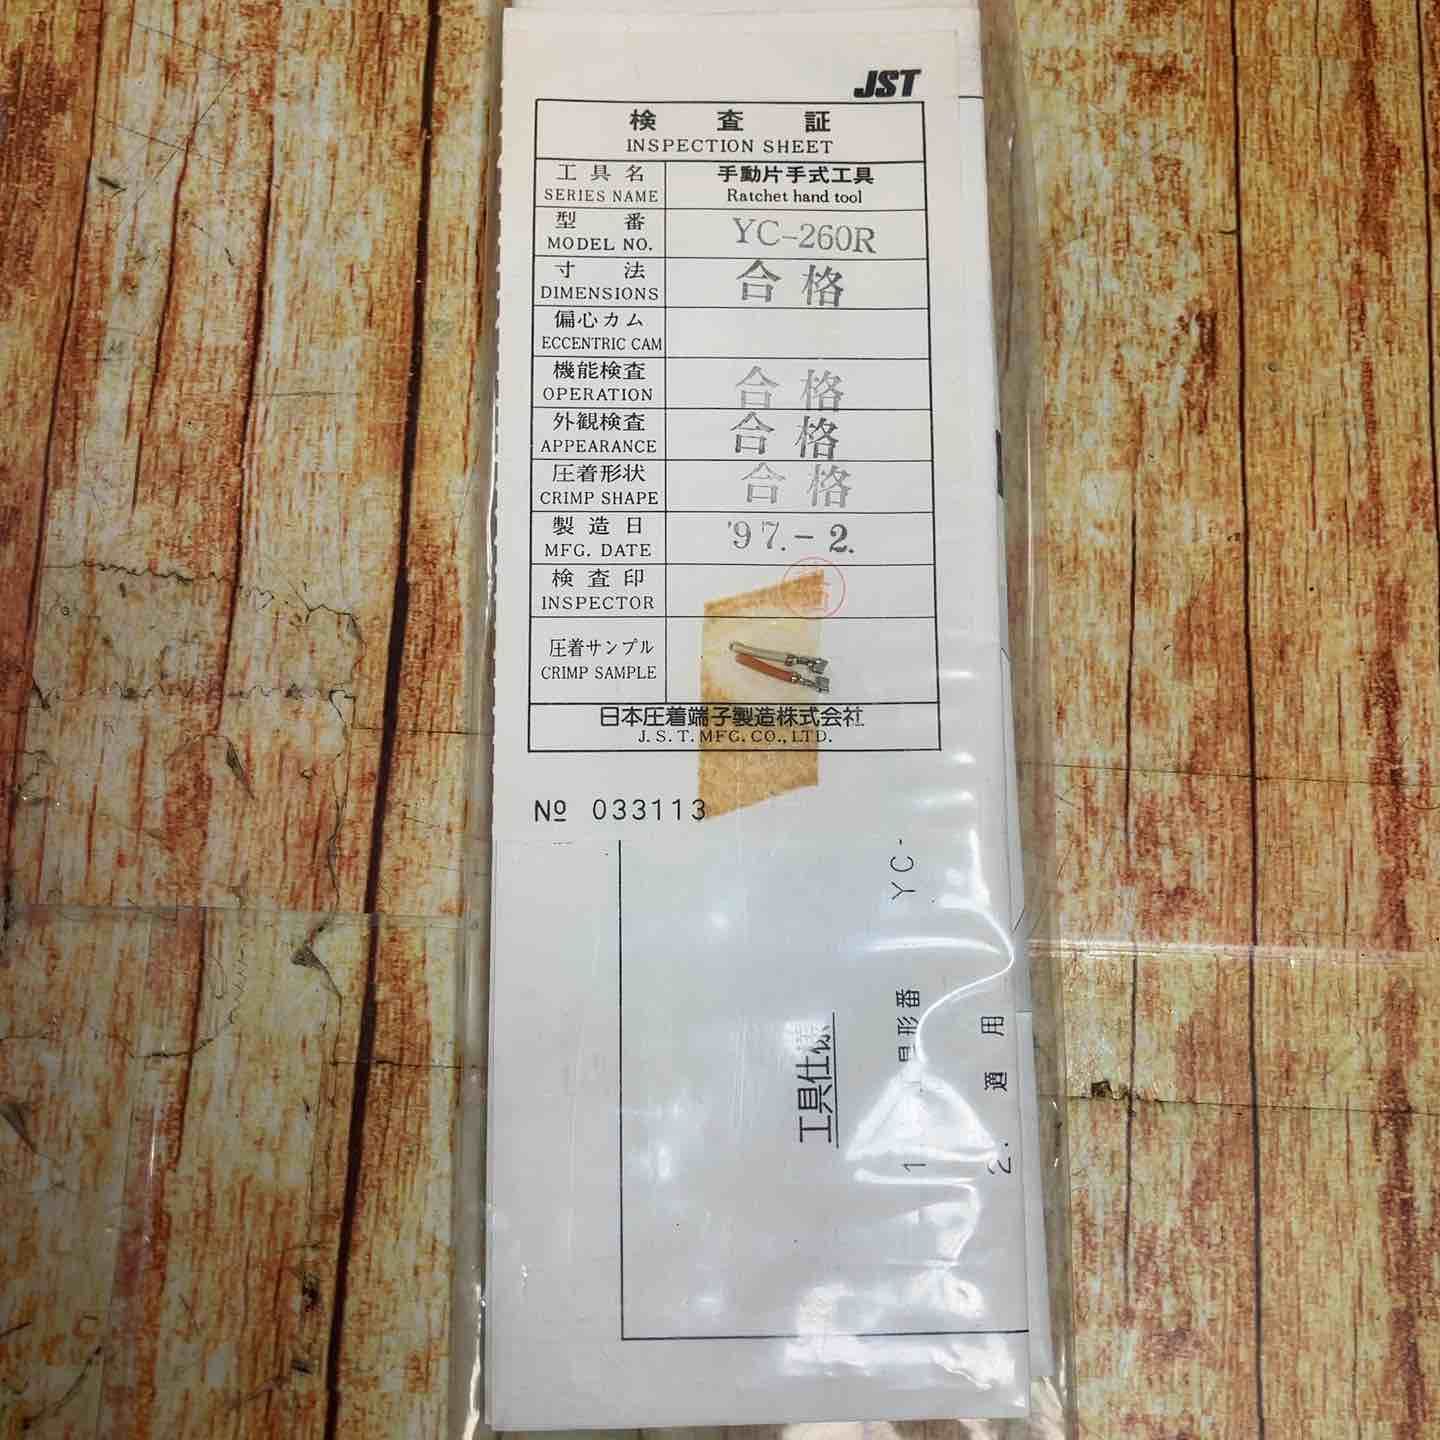 JST
検査証
INSPECTION SHEET
工具名
SERIES NAME
手動片手式工具
Ratchet hand tool
型番
MODEL NO.
YC-260R
寸法
DIMENSIONS
合格
偏心カム
ECCENTRIC CAM
機能検査
OPERATION
合格
外観検査
APPEARANCE
合格
圧着形状
CRIMP SHAPE
合格
製造日
MFG. DATE
'97.-2.
検査印
INSPECTOR
圧着サンプル
CRIMP SAMPLE
日本圧着端子製造株式会社
J.S.T.MFG.CO.,LTD.
№ 033113
工具仕様
1 具形番 YC-
2. 適用